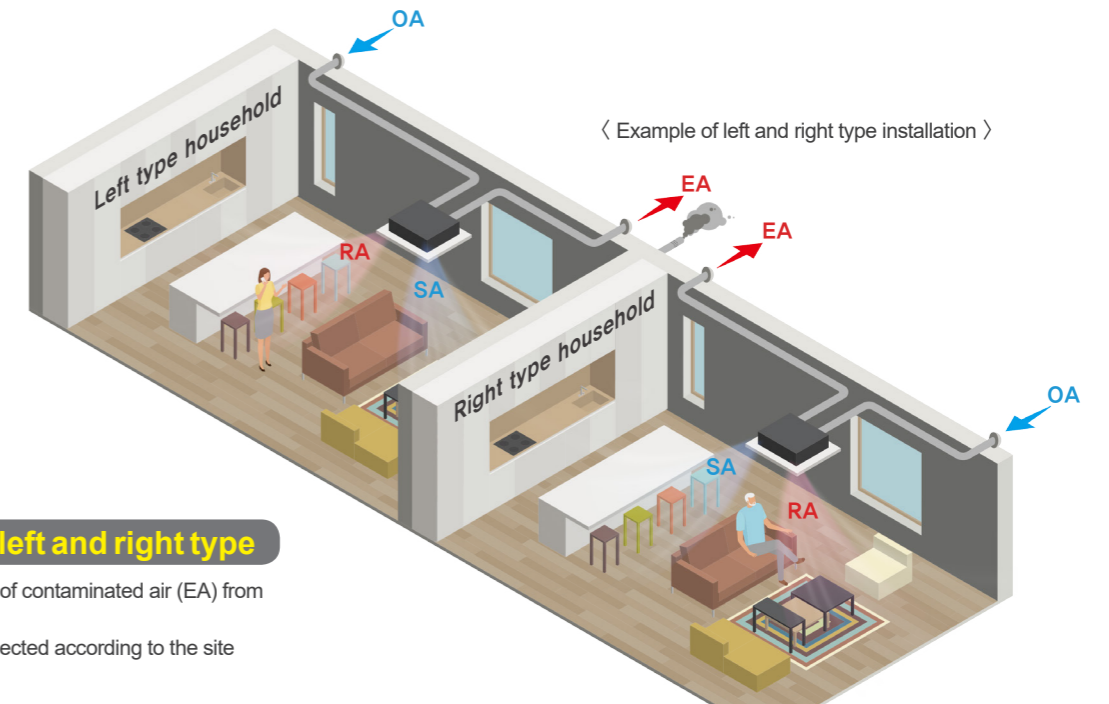 OA
〈 Example of left and right type installation 〉
EA
EA
Left type household
RA
SA
Right type household
OA
SA
RA
left and right type
of contaminated air (EA) from
ected according to the site